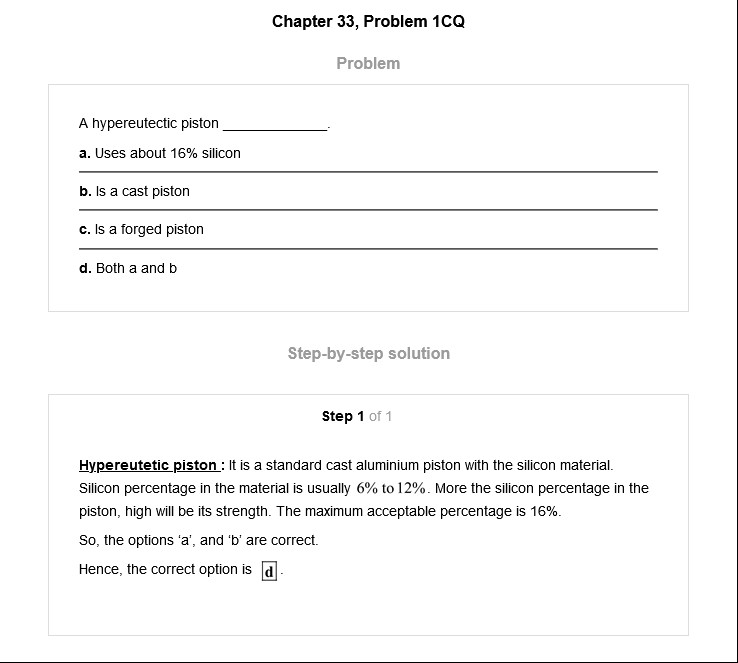 Chapter 33, Problem 1CQ
Problem
A hypereutectic piston ______________.
a. Uses about 16% silicon
b. Is a cast piston
c. Is a forged piston
d. Both a and b
Step-by-step solution
Step 1 of 1
Hypereutetic piston : It is a standard cast aluminium piston with the silicon material.
Silicon percentage in the material is usually 6% to 12%. More the silicon percentage in the
piston, high will be its strength. The maximum acceptable percentage is 16%.
So, the options ‘a’, and ‘b’ are correct.
Hence, the correct option is d.